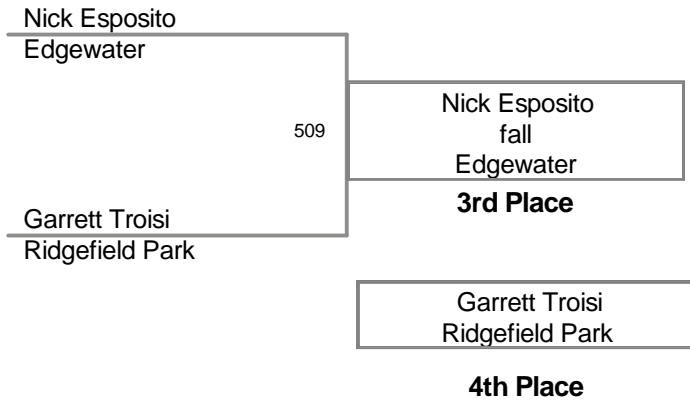 Nick Esposito
Edgewater
509
Nick Esposito
fall
Edgewater
3rd Place
Garrett Troisi
Ridgefield Park
Garrett Troisi
Ridgefield Park
4th Place